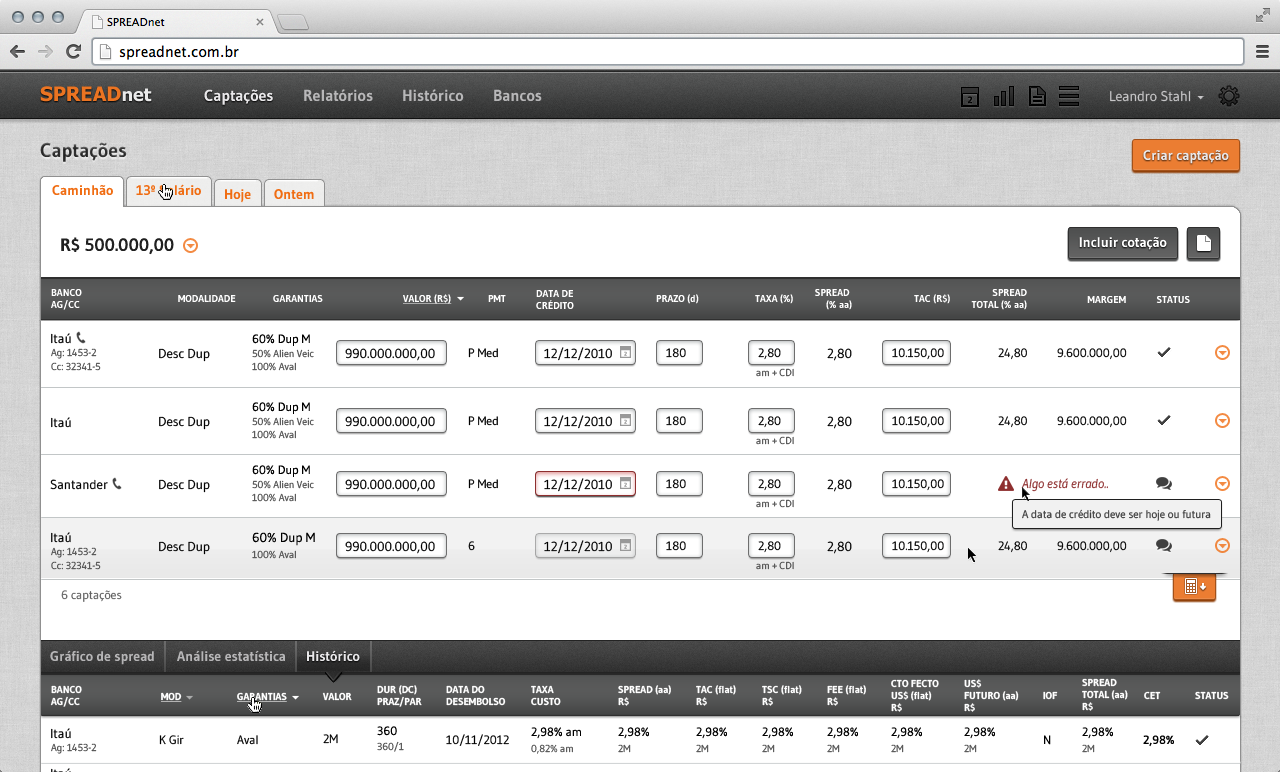 SPREADnet
spreadnet.com.br
SPREADnet Captações Relatórios Histórico Bancos 2 Leandro Stahl
Captações
Criar captação
Caminhão 13º Hoje Ontem
R$ 500.000,00
Incluir cotação
BANCO AG/CC MODALIDADE GARANTIAS VALOR (R$) PMT DATA DE CRÉDITO PRAZO (d) TAXA (%) SPREAD (% aa) TAC (R$) SPREAD TOTAL (% aa) MARGEM STATUS
Itaú Desc Dup 60% Dup M 990.000.000,00 P Med 12/12/2010 180 2,80 2,80 10.150,00 24,80 9.600.000,00
Ag: 1453-2 50% Alien Veic
Cc: 32341-5 100% Aval am + CDI
Itaú Desc Dup 60% Dup M 990.000.000,00 P Med 12/12/2010 180 2,80 2,80 10.150,00 24,80 9.600.000,00
50% Alien Veic
100% Aval am + CDI
Santander Desc Dup 60% Dup M 990.000.000,00 P Med 12/12/2010 180 2,80 2,80 10.150,00 Algo está errado..
50% Alien Veic
100% Aval am + CDI
A data de crédito deve ser hoje ou futura
Itaú Desc Dup 60% Dup M 990.000.000,00 6 12/12/2010 180 2,80 2,80 10.150,00 24,80 9.600.000,00
Ag: 1453-2 100% Aval
Cc: 32341-5 am + CDI
6 captações
Gráfico de spread Análise estatística Histórico
BANCO AG/CC MOD GARANTIAS VALOR DUR (DC) PRAZ/PAR DATA DO DESEMBOLSO TAXA CUSTO SPREAD (aa) R$ TAC (flat) R$ TSC (flat) R$ FEE (flat) R$ CTO FECTO US$ (flat) R$ US$ FUTURO (aa) R$ IOF SPREAD TOTAL (aa) R$ CET STATUS
Itaú K Gir Aval 2M 360 10/11/2012 2,98% am 2,98% 2,98% 2,98% 2,98% 2,98% 2,98% N 2,98% 2,98%
Ag: 1453-2 360/1 0,82% am 2M 2M 2M 2M 2M 2M 2M